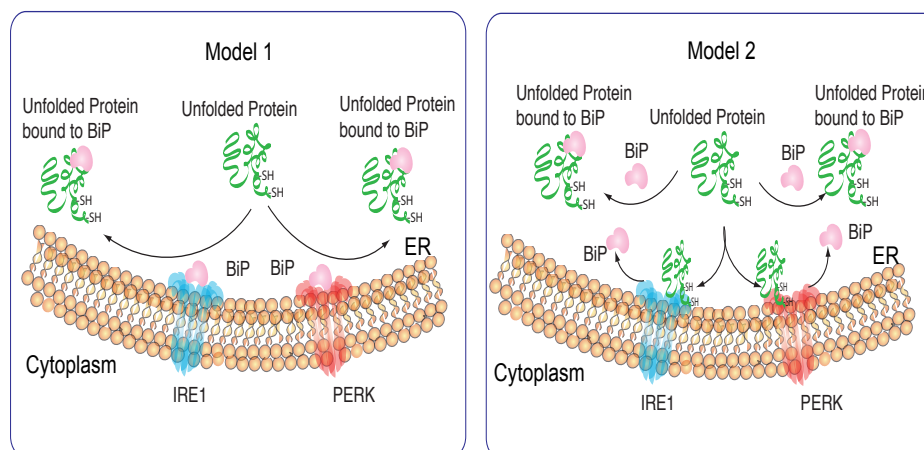 Model 1
Unfolded Protein
bound to BiP
Unfolded Protein
Unfolded Protein
bound to BiP
SH
SH
SH
SH
SH
SH
ER
BiP
BiP
Cytoplasm
IRE1
PERK
Model 2
Unfolded Protein
bound to BiP
Unfolded Protein
Unfolded Protein
bound to BiP
BiP
BiP
SH
SH
SH
SH
SH
SH
BiP
BiP
ER
SH
SH
SH
SH
Cytoplasm
IRE1
PERK